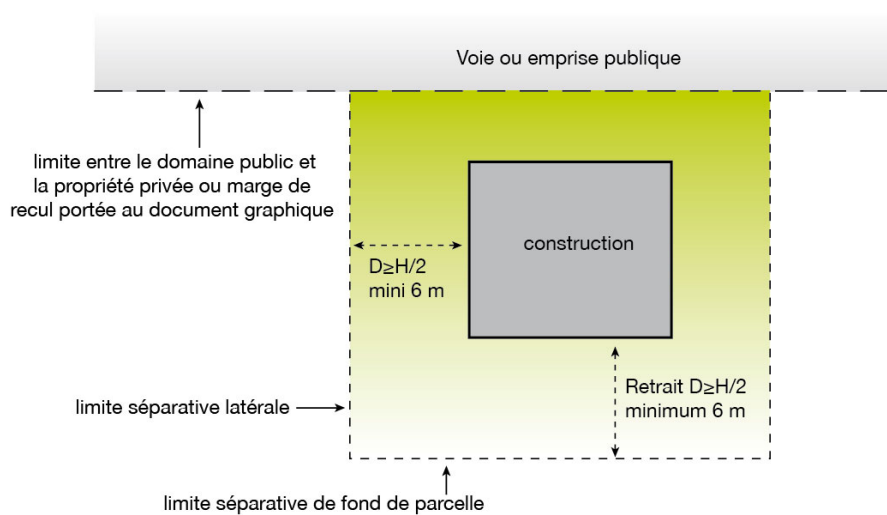 Voie ou emprise publique
limite entre le domaine public et
la propriété privée ou marge de
recul portée au document graphique
construction
D≥H/2
mini 6 m
Retrait D≥H/2
minimum 6 m
limite séparative latérale
limite séparative de fond de parcelle